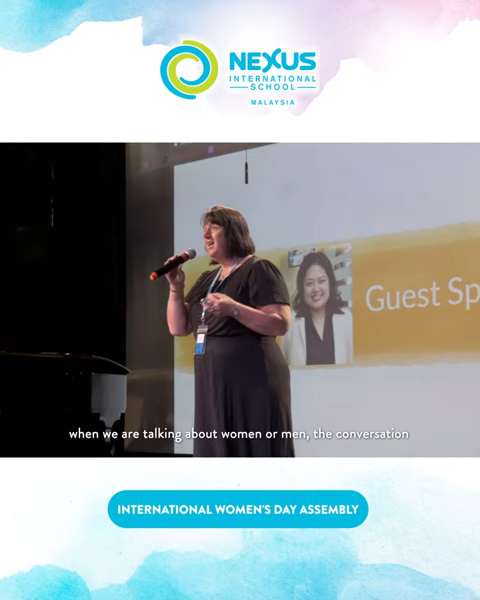 NEXUS
INTERNATIONAL
SCHOOL
MALAYSIA
Guest Sp
when we are talking about women or men, the conversation
INTERNATIONAL WOMEN'S DAY ASSEMBLY